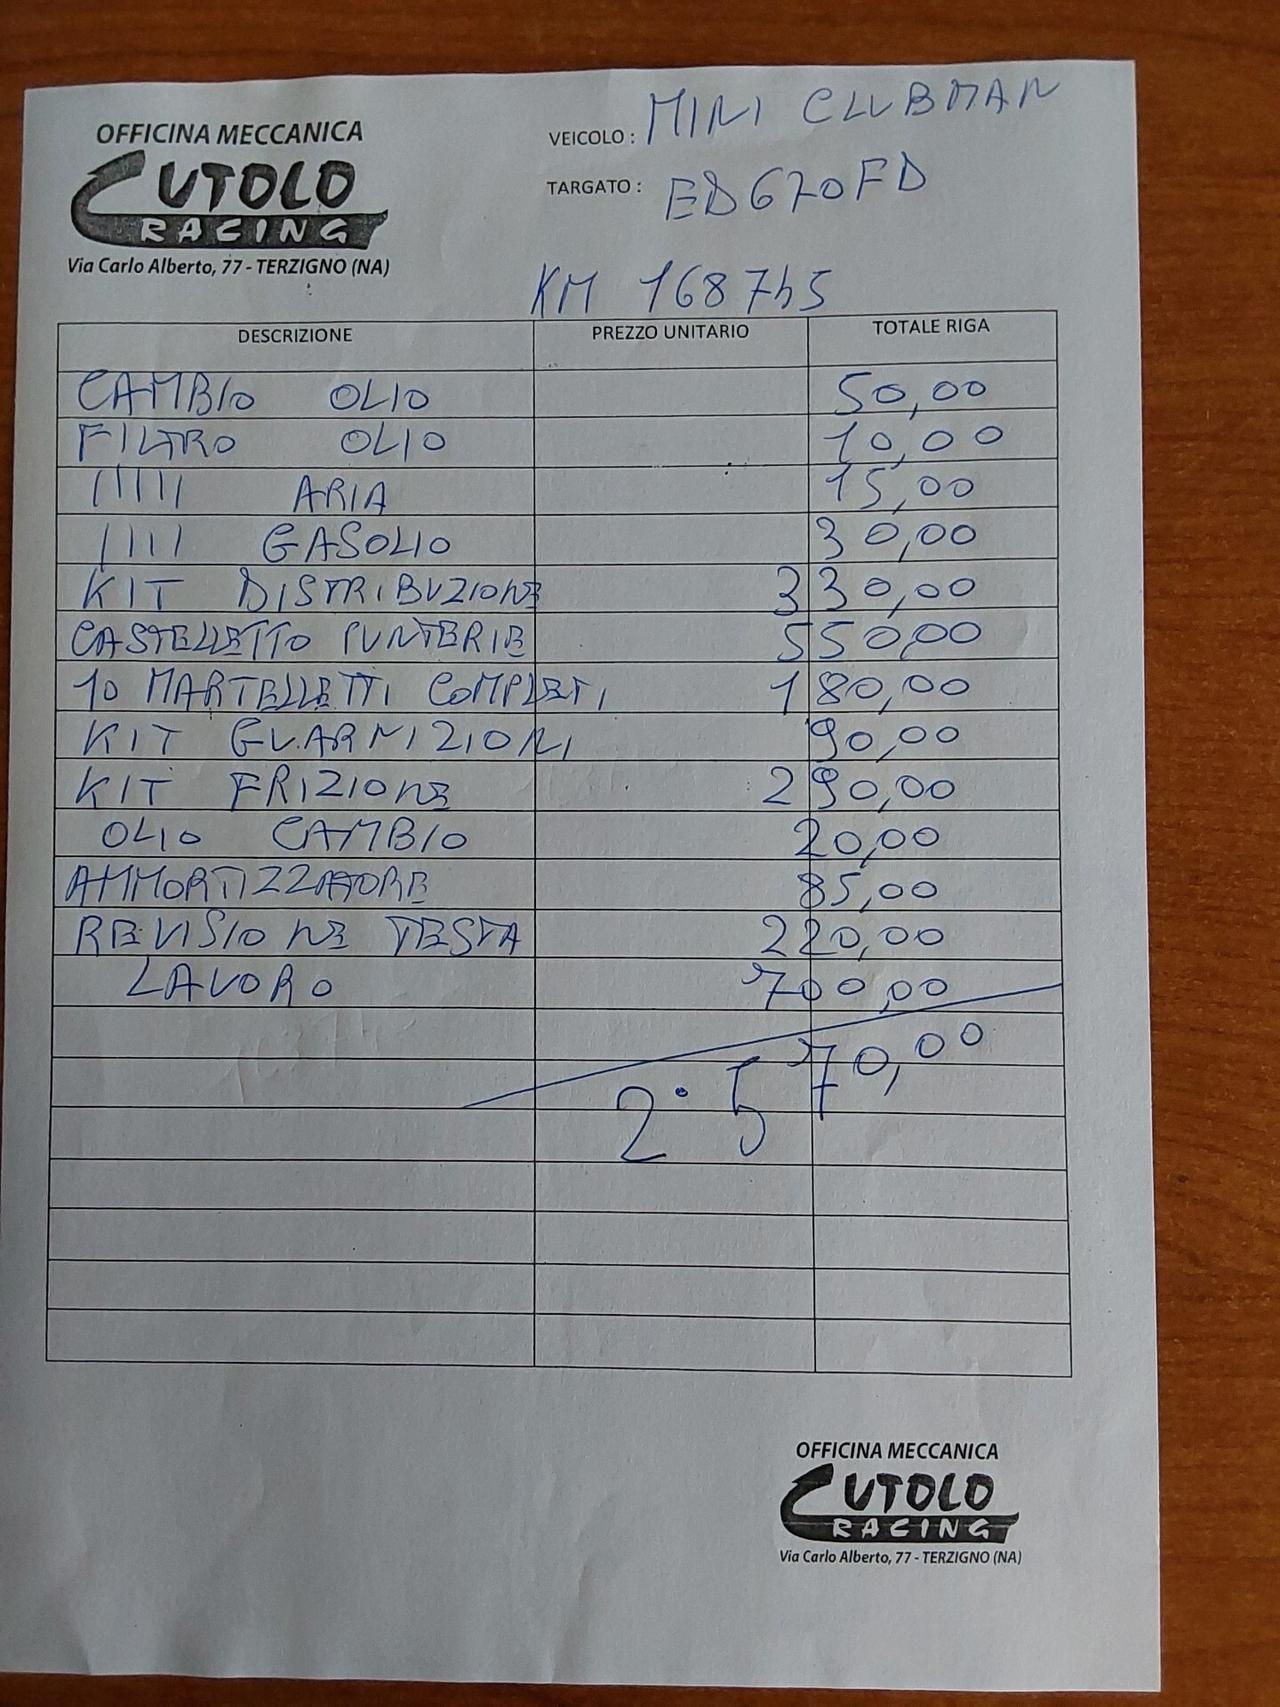 OFFICINA MECCANICA
CUTOLO
RACING
Via Carlo Alberto, 77 - TERZIGNO (NA)
VEICOLO : MINI CLUBMAN
TARGATO : ED670FD
KM 168745
DESCRIZIONE PREZZO UNITARIO TOTALE RIGA
CAMBIO OLIO 50,00
FILTRO OLIO 10,00
||||| ARIA 15,00
|||| GASOLIO 30,00
KIT DISTRIBUZIONE 330,00
CASTELLETTO PUNTERIE 550,00
10 MARTELLETTI COMPLETI 180,00
KIT GUARNIZIONI 90,00
KIT FRIZIONE 290,00
OLIO CAMBIO 20,00
AMMORTIZZATORE 85,00
REVISIONE TESTA 220,00
LAVORO 700,00
2.570,00
OFFICINA MECCANICA
CUTOLO
RACING
Via Carlo Alberto, 77 - TERZIGNO (NA)